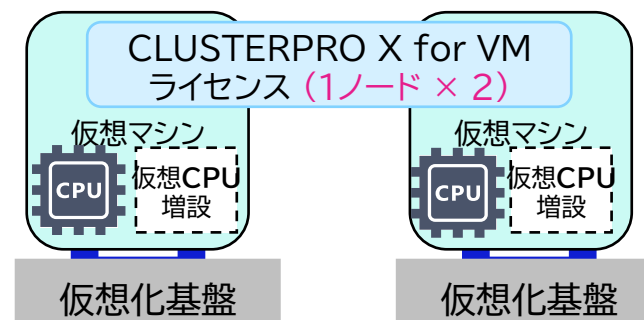 CLUSTERPRO X for VM
ライセンス (1ノード × 2)
仮想マシン
CPU
仮想CPU
増設
仮想化基盤
仮想マシン
CPU
仮想CPU
増設
仮想化基盤